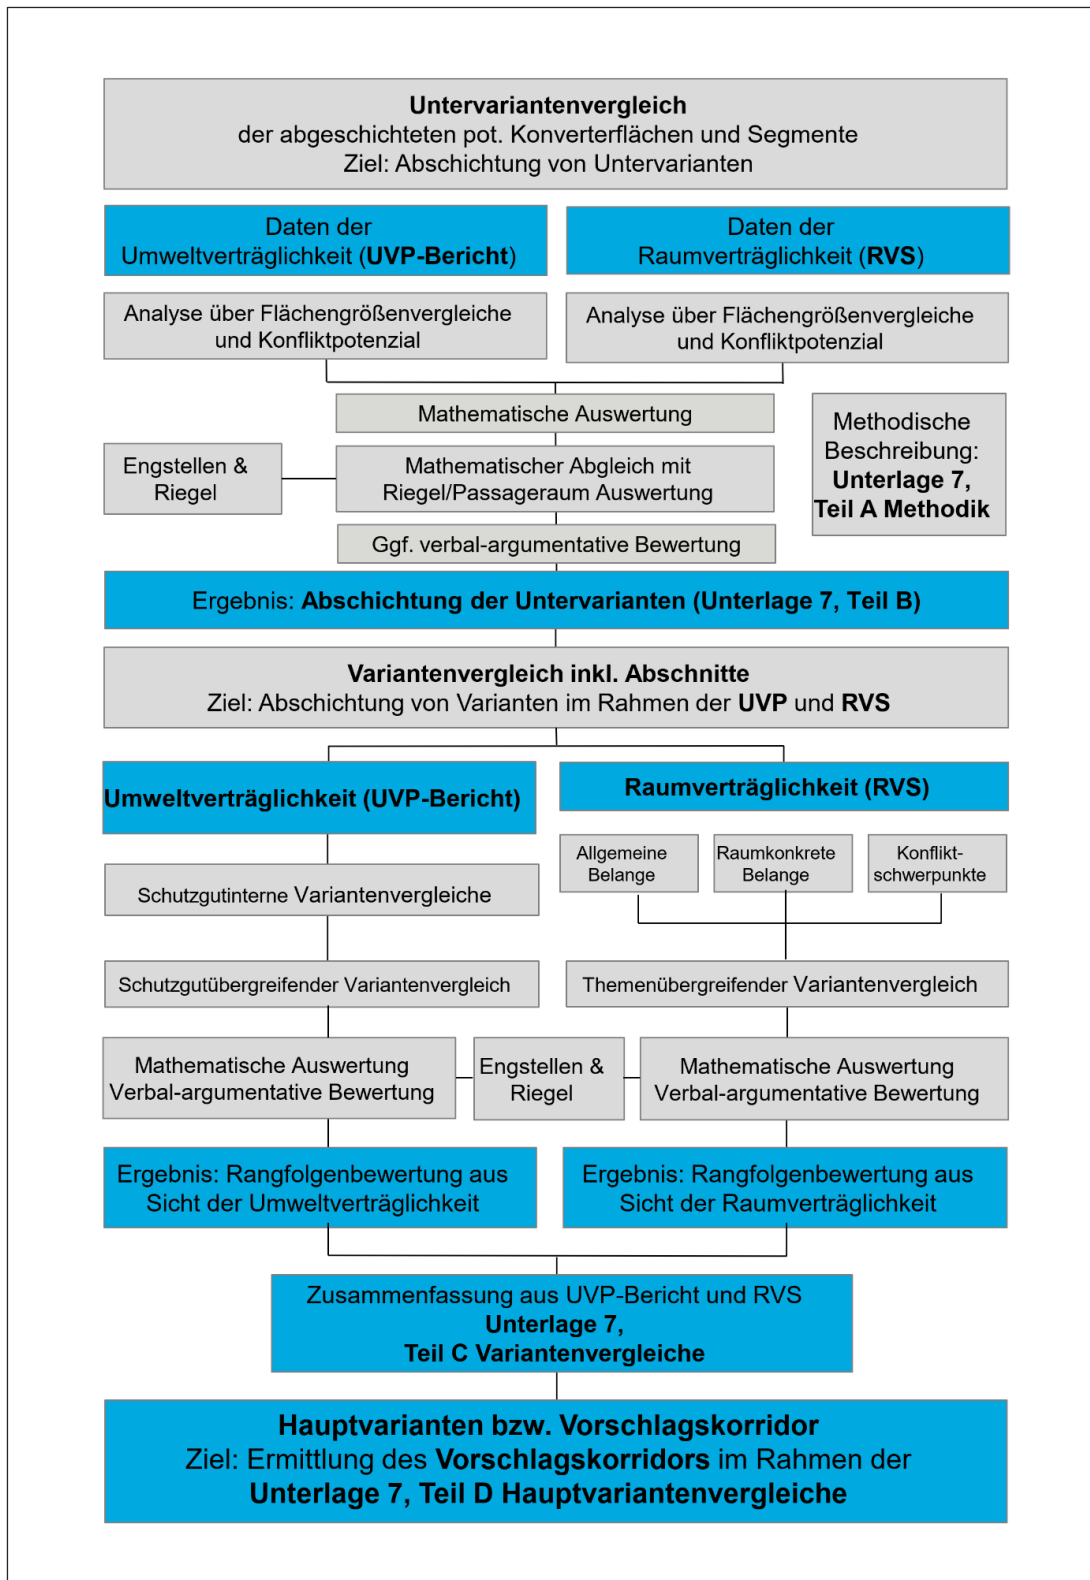 Untervariantenvergleich
der abgeschichteten pot. Konverterflächen und Segmente
Ziel: Abschichtung von Untervarianten
Daten der
Umweltverträglichkeit (UVP-Bericht)
Daten der
Raumverträglichkeit (RVS)
Analyse über Flächengrößenvergleiche
und Konfliktpotenzial
Analyse über Flächengrößenvergleiche
und Konfliktpotenzial
Mathematische Auswertung
Methodische
Beschreibung:
Unterlage 7,
Teil A Methodik
Engstellen &
Riegel
Mathematischer Abgleich mit
Riegel/Passageraum Auswertung
Ggf. verbal-argumentative Bewertung
Ergebnis: Abschichtung der Untervarianten (Unterlage 7, Teil B)
Variantenvergleich inkl. Abschnitte
Ziel: Abschichtung von Varianten im Rahmen der UVP und RVS
Umweltverträglichkeit (UVP-Bericht)
Raumverträglichkeit (RVS)
Allgemeine
Belange
Raumkonkrete
Belange
Konflikt-
schwerpunkte
Schutzgutinterne Variantenvergleiche
Schutzgutübergreifender Variantenvergleich
Themenübergreifender Variantenvergleich
Mathematische Auswertung
Verbal-argumentative Bewertung
Engstellen &
Riegel
Mathematische Auswertung
Verbal-argumentative Bewertung
Ergebnis: Rangfolgenbewertung aus
Sicht der Umweltverträglichkeit
Ergebnis: Rangfolgenbewertung aus
Sicht der Raumverträglichkeit
Zusammenfassung aus UVP-Bericht und RVS
Unterlage 7,
Teil C Variantenvergleiche
Hauptvarianten bzw. Vorschlagskorridor
Ziel: Ermittlung des Vorschlagskorridors im Rahmen der
Unterlage 7, Teil D Hauptvariantenvergleiche